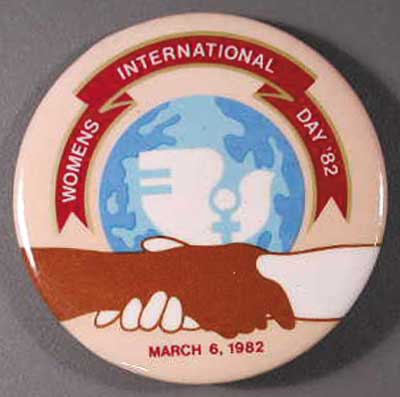 WOMENS INTERNATIONAL DAY '82
MARCH 6, 1982